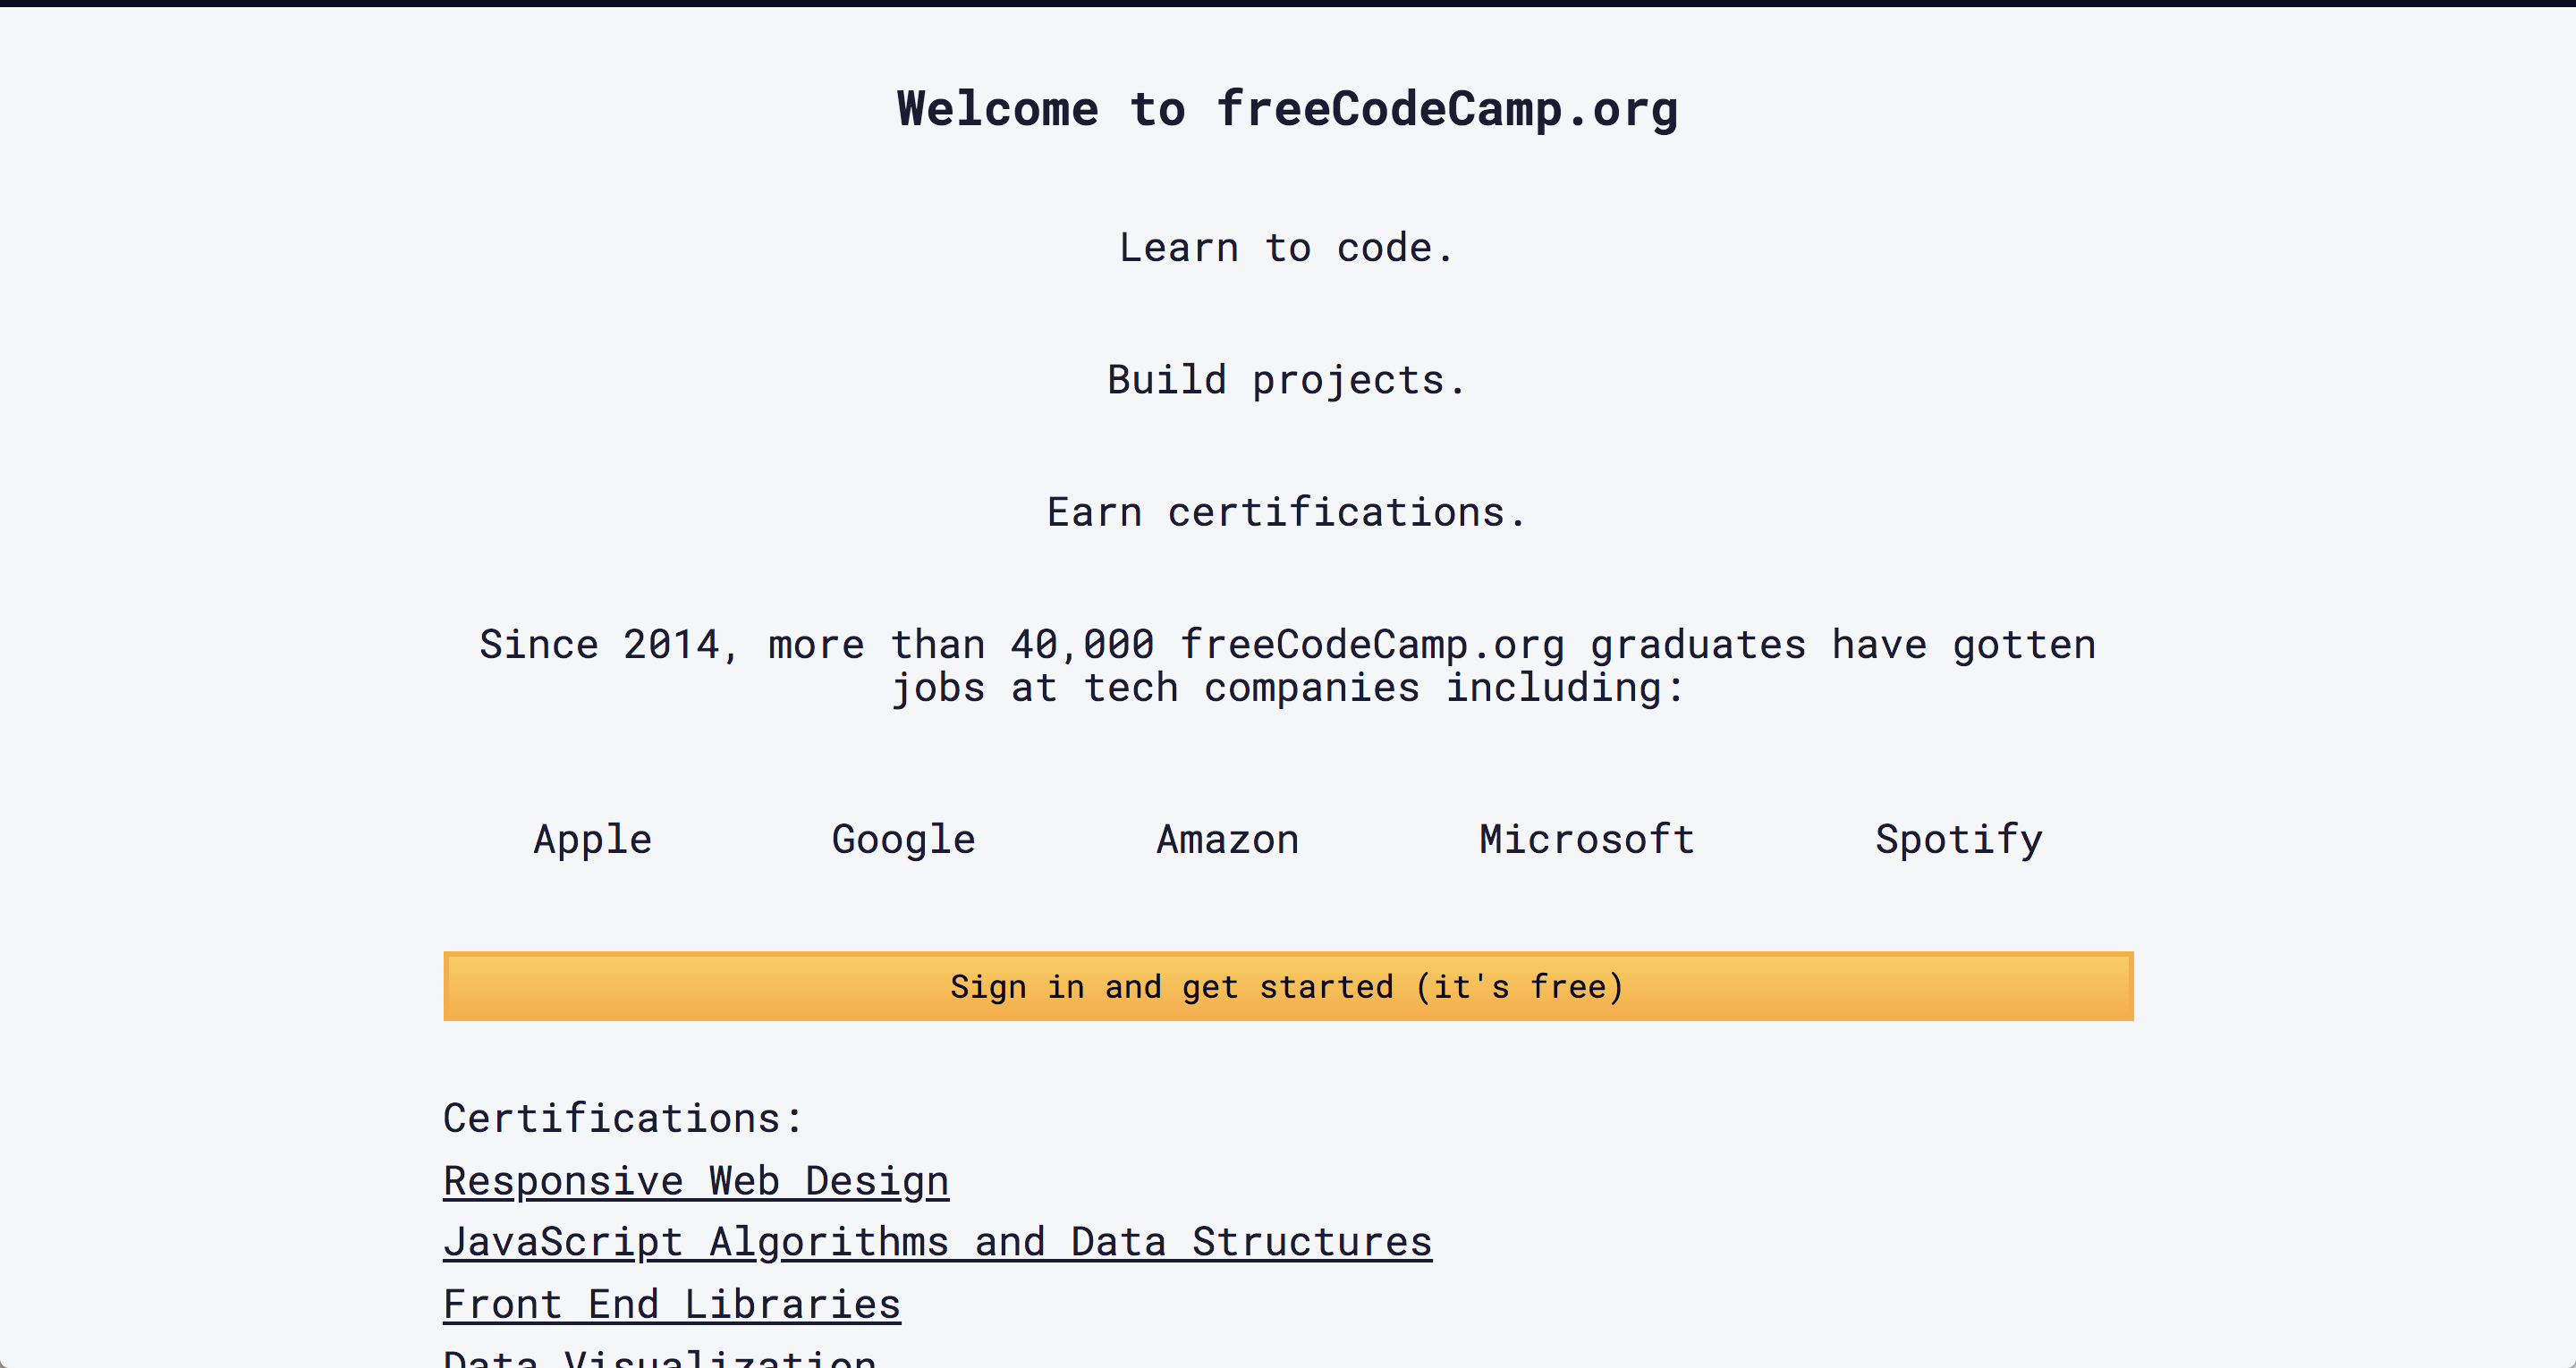 Welcome to freeCodeCamp.org
Learn to code.
Build projects.
Earn certifications.
Since 2014, more than 40,000 freeCodeCamp.org graduates have gotten
jobs at tech companies including:
Apple Google Amazon Microsoft Spotify
Sign in and get started (it's free)
Certifications:
Responsive Web Design
JavaScript Algorithms and Data Structures
Front End Libraries
Data Visualization